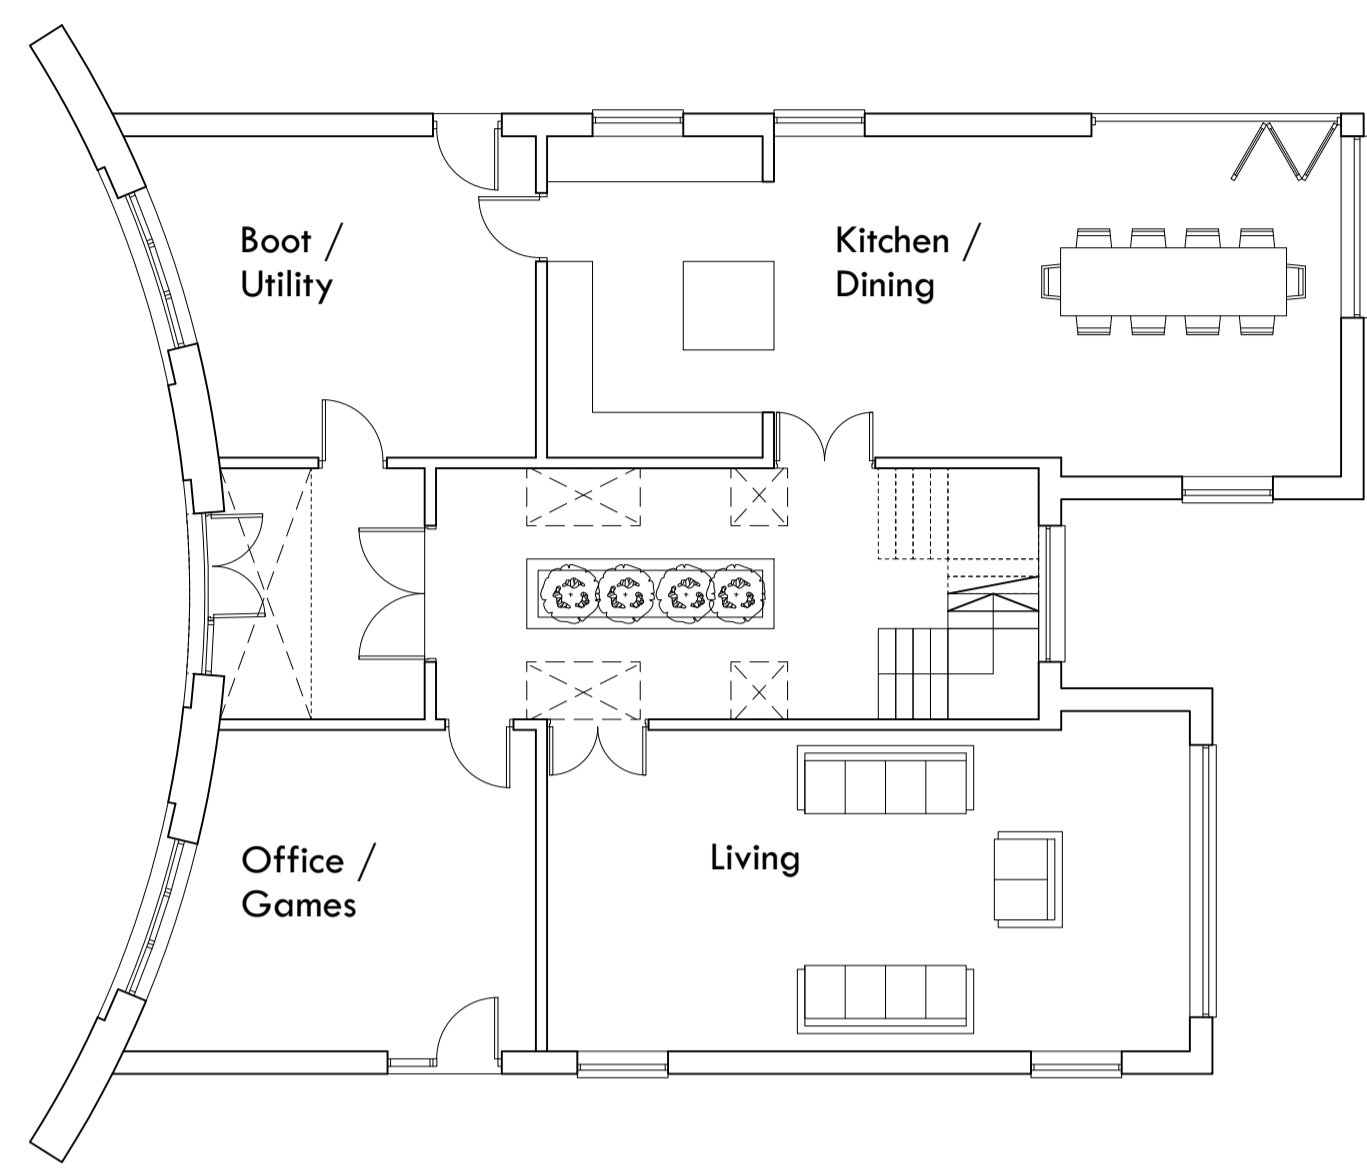 Boot /
Utility
Kitchen /
Dining
Office /
Games
Living